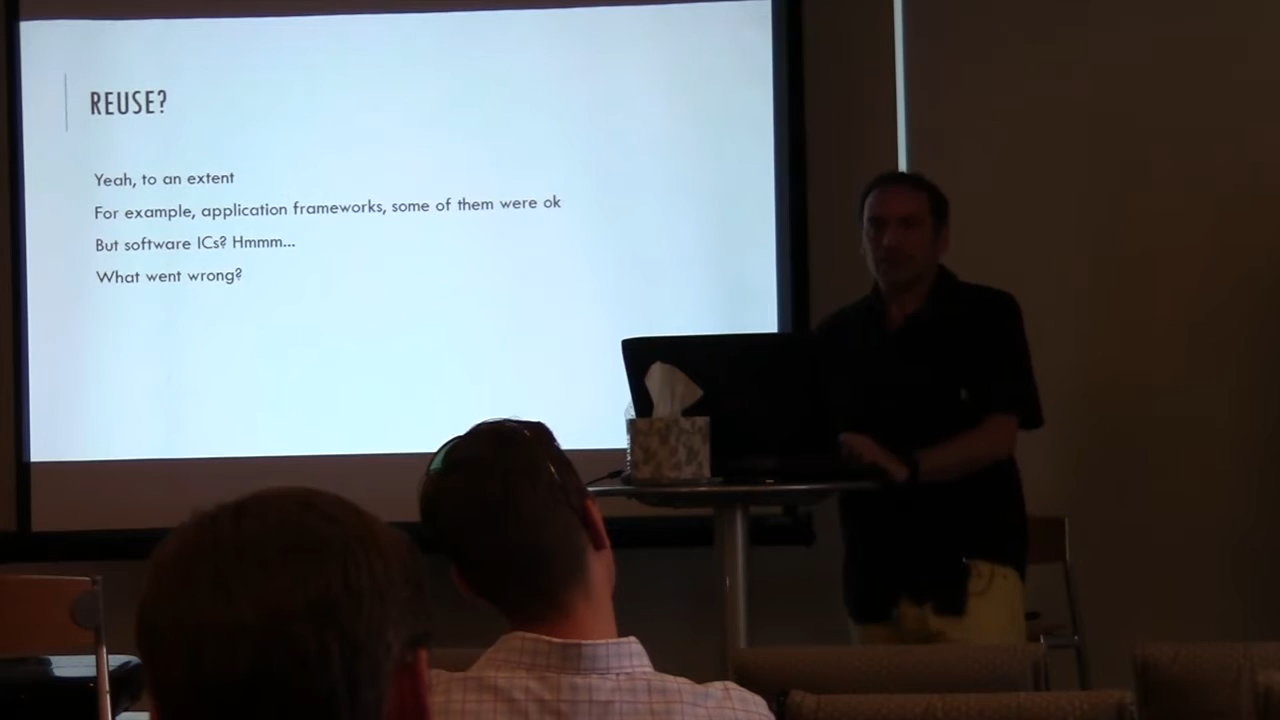 REUSE?
Yeah, to an extent
For example, application frameworks, some of them were ok
But software ICs? Hmmm...
What went wrong?